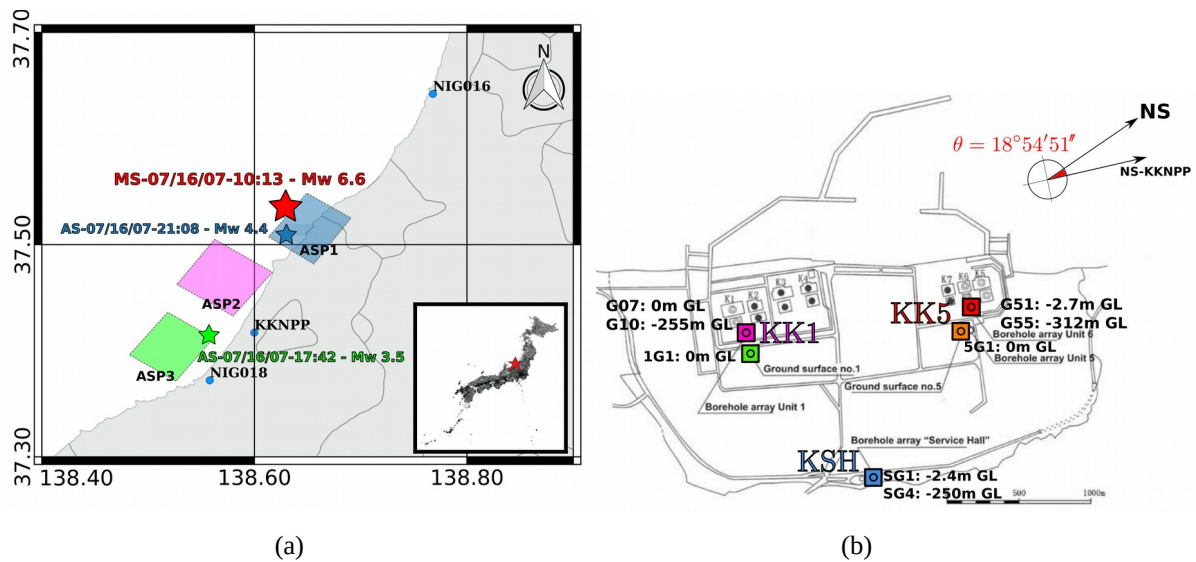 37.70
37.50
37.30
138.40
138.60
138.80
N
NIG016
MS-07/16/07-10:13 - Mw 6.6
AS-07/16/07-21:08 - Mw 4.4
ASP1
ASP2
KKNPP
AS-07/16/07-17:42 - Mw 3.5
ASP3
NIG018
(a)
NS
θ = 18°54′51″
NS-KKNPP
K1
K2
K3
K4
K7
K6
K5
G07: 0m GL
G10: -255m GL
KK1
1G1: 0m GL
Ground surface no.1
Borehole array Unit 1
KK5
G51: -2.7m GL
G55: -312m GL
Borehole array Unit 6
5G1: 0m GL
Borehole array Unit 5
Ground surface no.5
Borehole array "Service Hall"
KSH
SG1: -2.4m GL
SG4: -250m GL
500
1000m
(b)